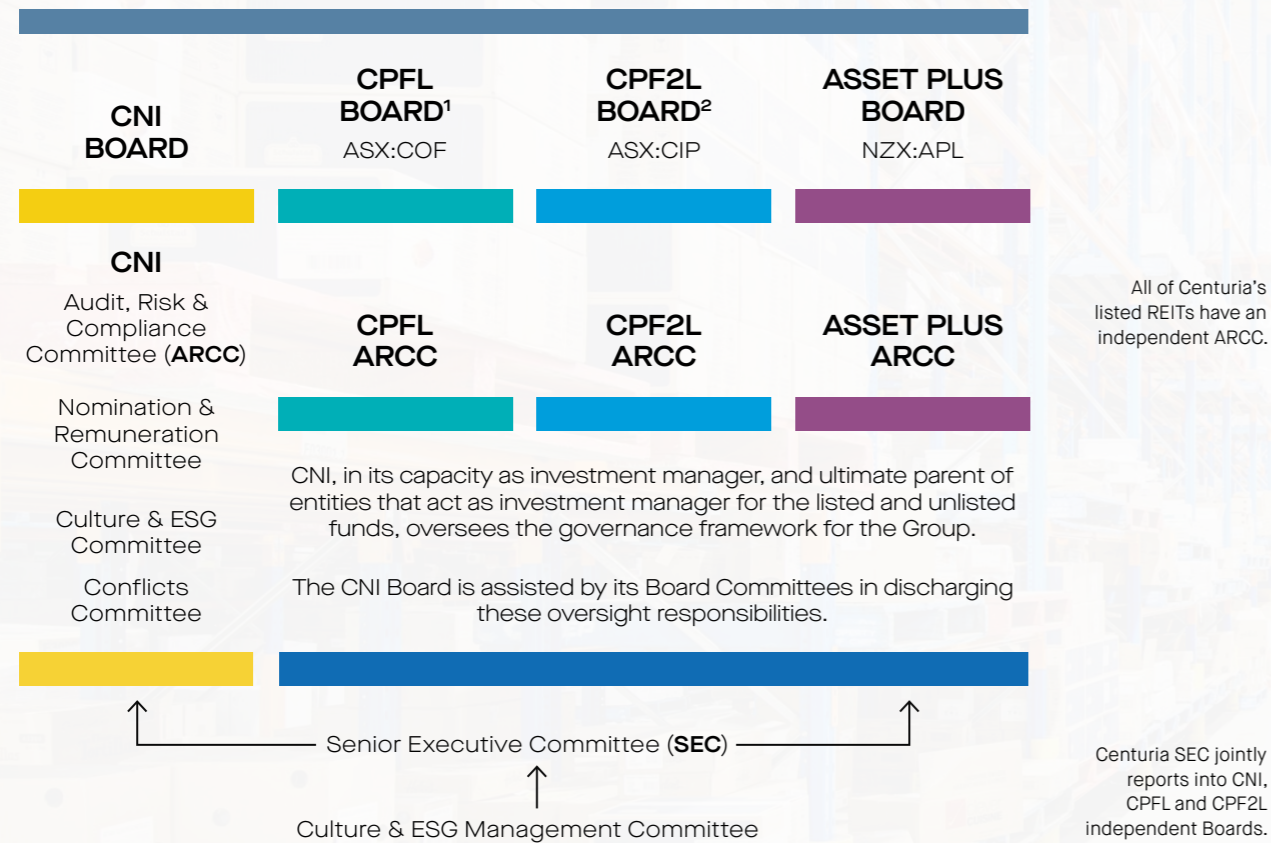 CNI
BOARD
CPFL
BOARD¹
ASX:COF
CPF2L
BOARD²
ASX:CIP
ASSET PLUS
BOARD
NZX:APL
CNI
Audit, Risk &
Compliance
Committee (ARCC)
Nomination &
Remuneration
Committee
Culture & ESG
Committee
Conflicts
Committee
CPFL
ARCC
CPF2L
ARCC
ASSET PLUS
ARCC
All of Centuria's
listed REITs have an
independent ARCC.
CNI, in its capacity as investment manager, and ultimate parent of
entities that act as investment manager for the listed and unlisted
funds, oversees the governance framework for the Group.
The CNI Board is assisted by its Board Committees in discharging
these oversight responsibilities.
Senior Executive Committee (SEC)
Culture & ESG Management Committee
Centuria SEC jointly
reports into CNI,
CPFL and CPF2L
independent Boards.